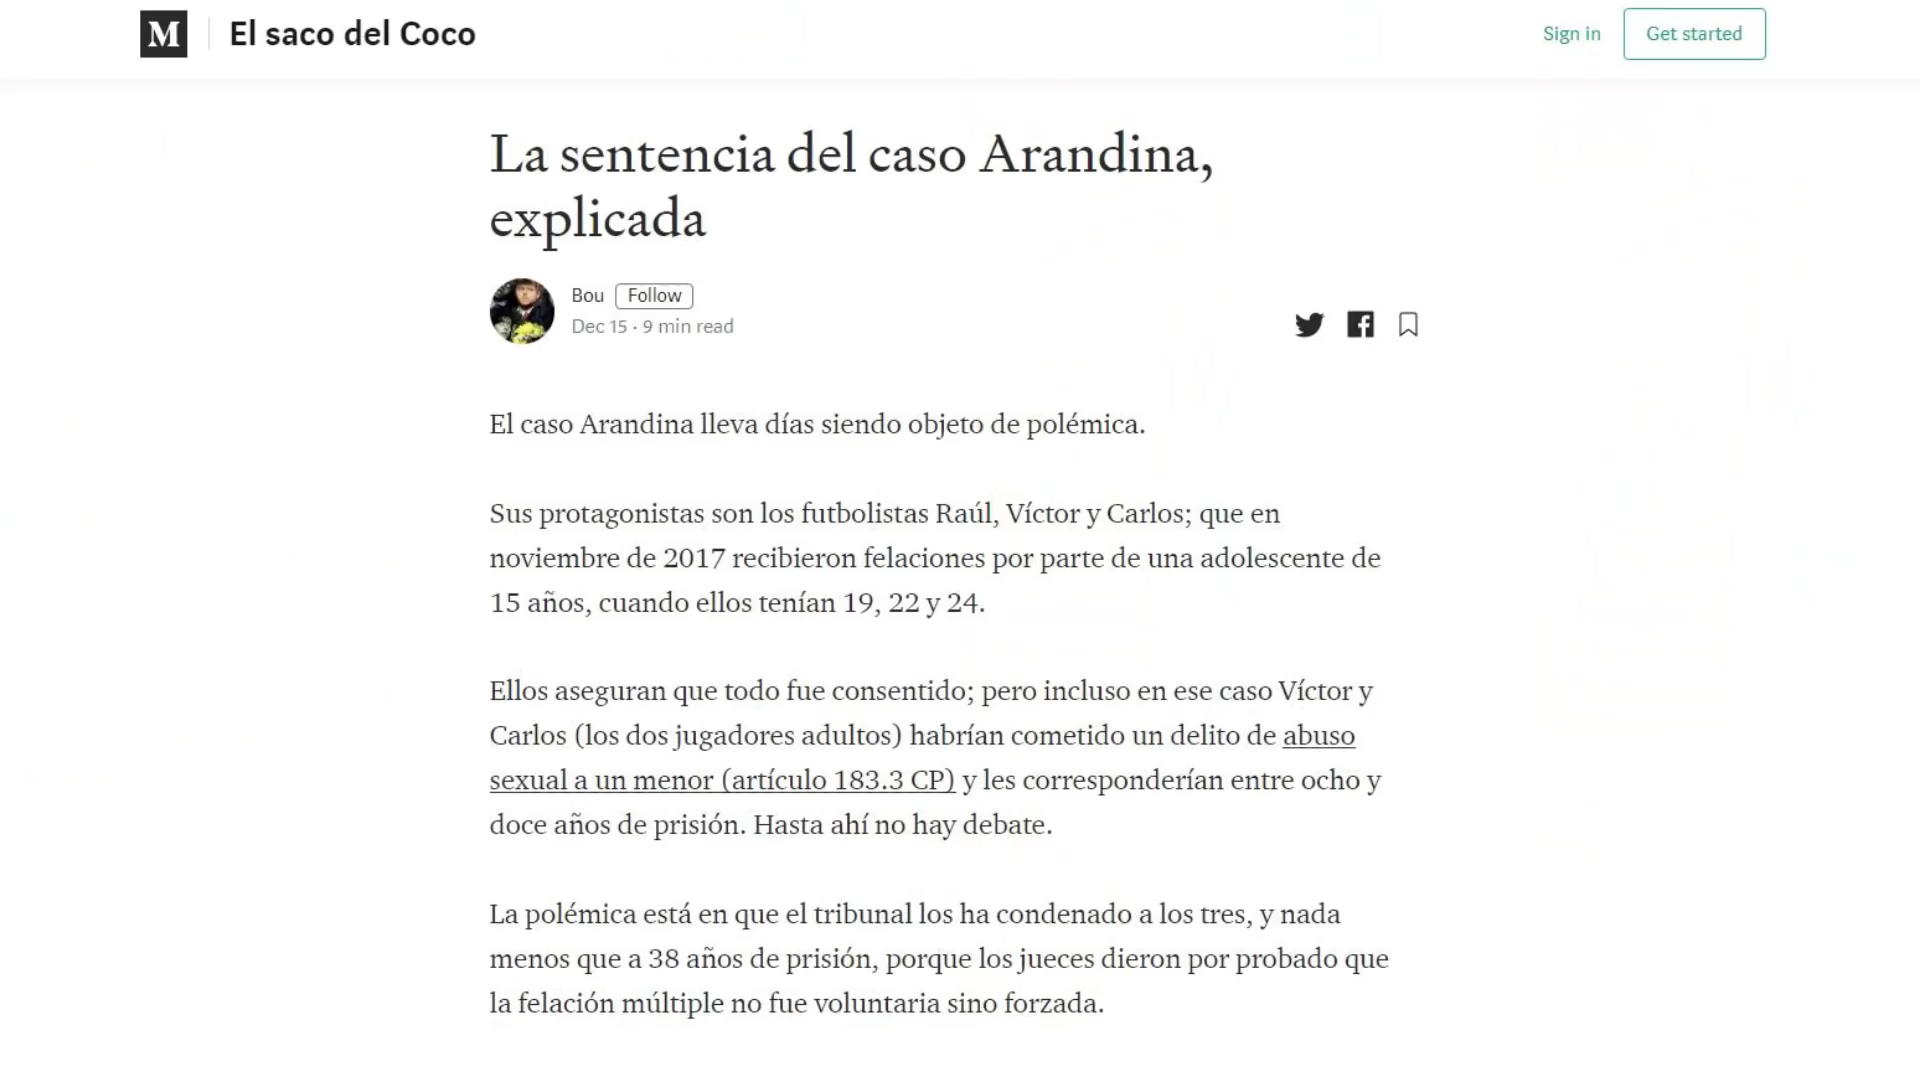 M El saco del Coco
Sign in Get started
La sentencia del caso Arandina,
explicada
Bou Follow
Dec 15 · 9 min read
El caso Arandina lleva días siendo objeto de polémica.
Sus protagonistas son los futbolistas Raúl, Víctor y Carlos; que en
noviembre de 2017 recibieron felaciones por parte de una adolescente de
15 años, cuando ellos tenían 19, 22 y 24.
Ellos aseguran que todo fue consentido; pero incluso en ese caso Víctor y
Carlos (los dos jugadores adultos) habrían cometido un delito de abuso
sexual a un menor (artículo 183.3 CP) y les corresponderían entre ocho y
doce años de prisión. Hasta ahí no hay debate.
La polémica está en que el tribunal los ha condenado a los tres, y nada
menos que a 38 años de prisión, porque los jueces dieron por probado que
la felación múltiple no fue voluntaria sino forzada.